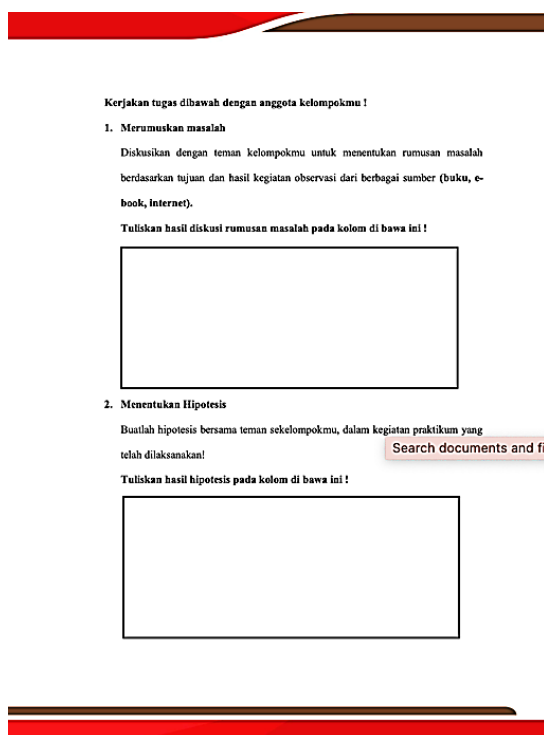 Kerjakan tugas dibawah dengan anggota kelompokmu !
1. Merumuskan masalah
Diskusikan dengan teman kelompokmu untuk menentukan rumusan masalah
berdasarkan tujuan dan hasil kegiatan observasi dari berbagai sumber (buku, e-
book, internet).
Tuliskan hasil diskusi rumusan masalah pada kolom di bawa ini !
2. Menentukan Hipotesis
Buatlah hipotesis bersama teman sekelompokmu, dalam kegiatan praktikum yang
telah dilaksanakan!
Search documents and fi
Tuliskan hasil hipotesis pada kolom di bawa ini !